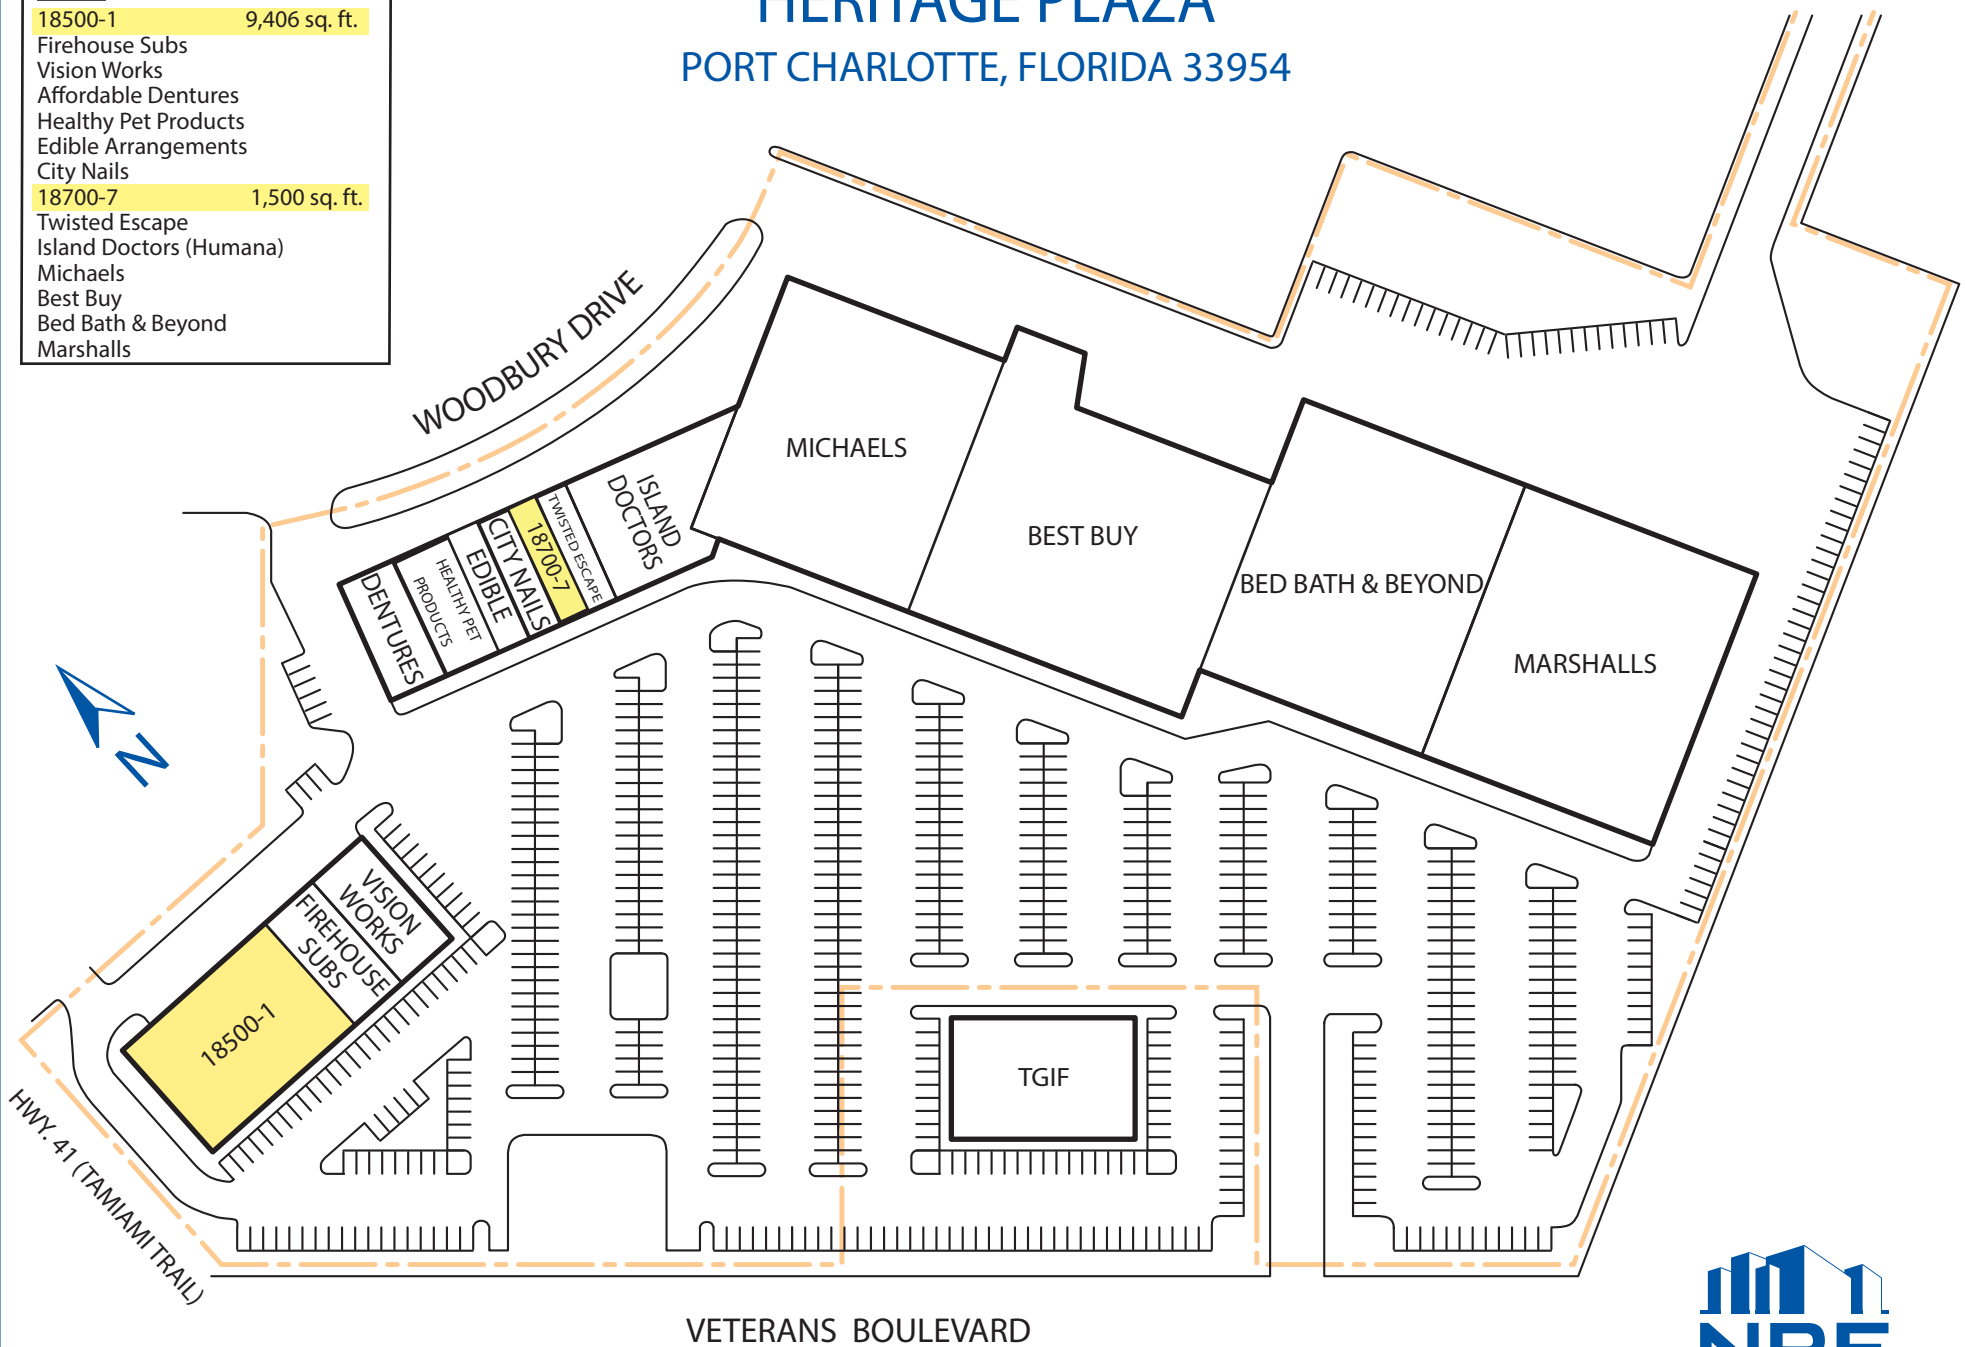 HERITAGE PLAZA
PORT CHARLOTTE, FLORIDA 33954
18500-1 9,406 sq. ft.
Firehouse Subs
Vision Works
Affordable Dentures
Healthy Pet Products
Edible Arrangements
City Nails
18700-7 1,500 sq. ft.
Twisted Escape
Island Doctors (Humana)
Michaels
Best Buy
Bed Bath & Beyond
Marshalls
WOODBURY DRIVE
MICHAELS
BEST BUY
BED BATH & BEYOND
MARSHALLS
ISLAND
DOCTORS
TWISTED ESCAPE
18700-7
CITY NAILS
EDIBLE
HEALTHY PET
PRODUCTS
DENTURES
N
VISION
WORKS
FIREHOUSE
SUBS
18500-1
TGIF
HWY. 41 (TAMIAMI TRAIL)
VETERANS BOULEVARD